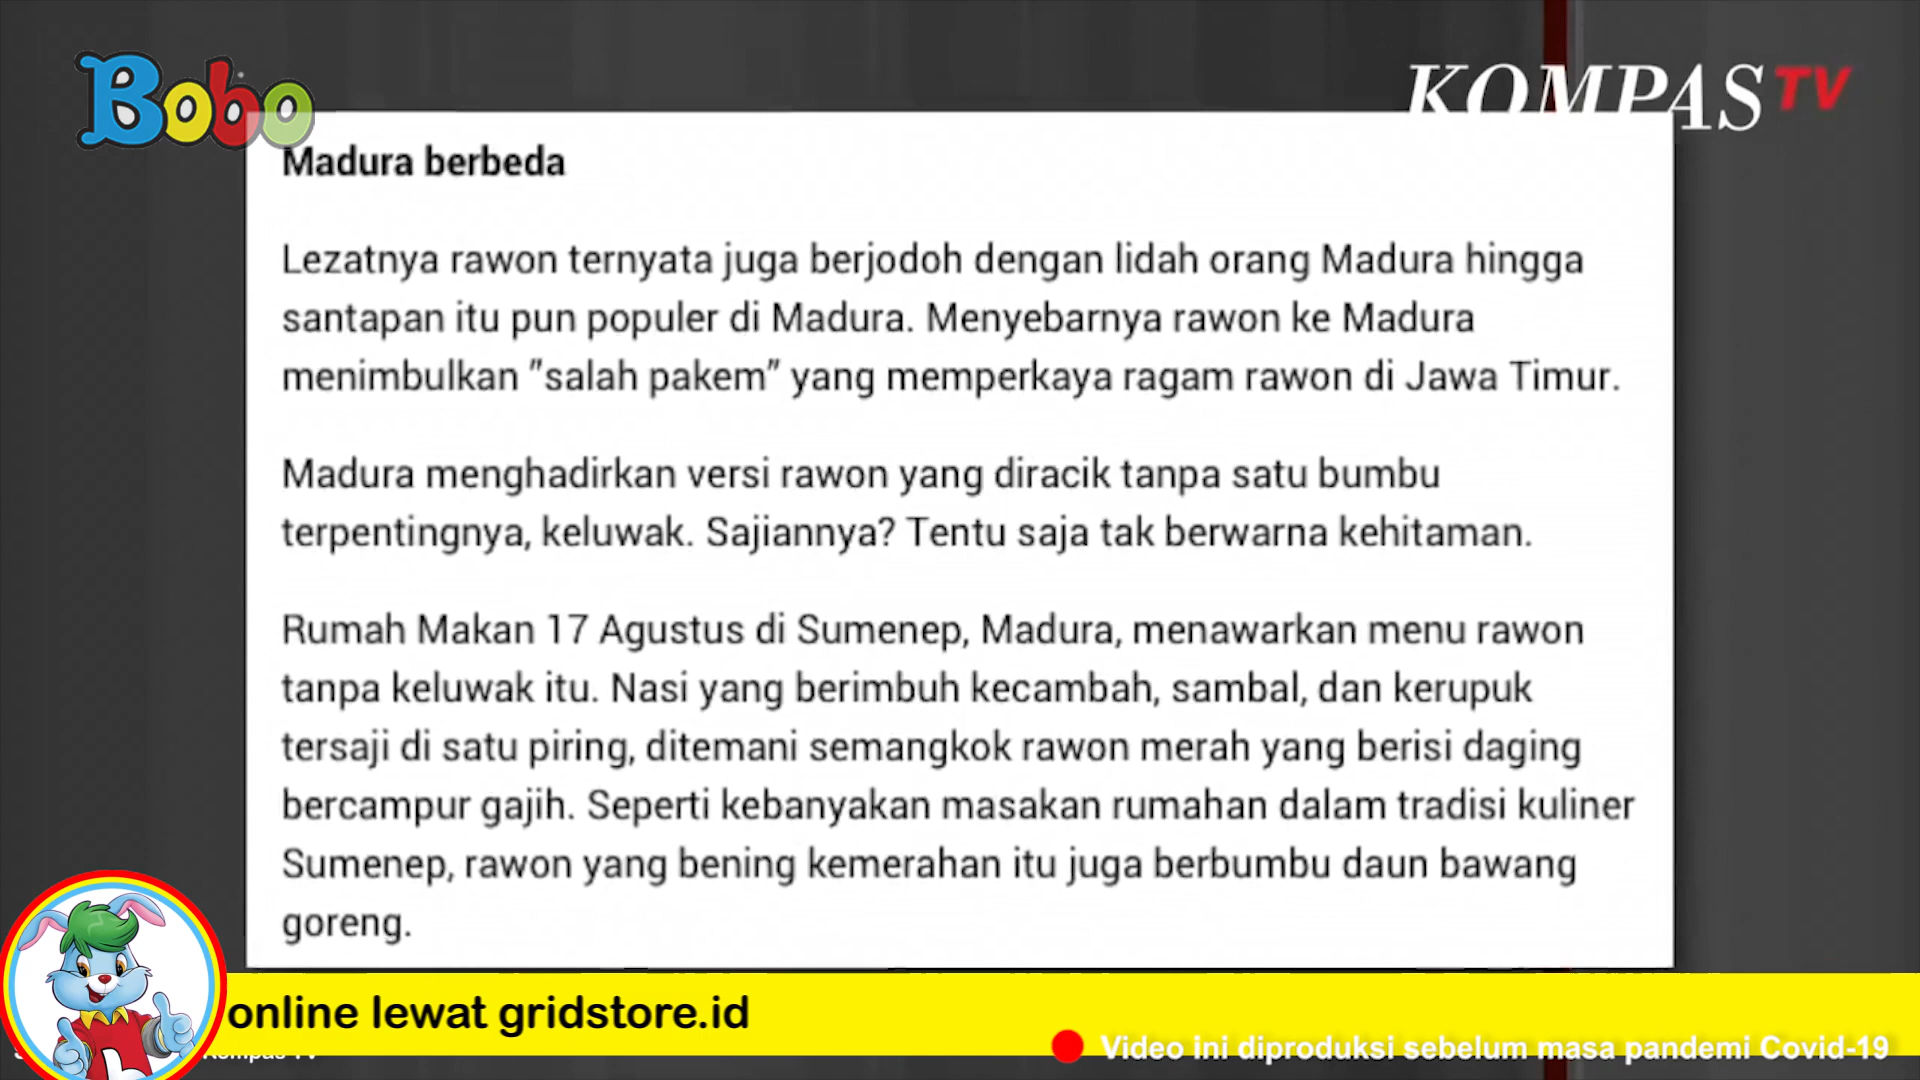 Bobo
KOMPAS TV
Madura berbeda
Lezatnya rawon ternyata juga berjodoh dengan lidah orang Madura hingga
santapan itu pun populer di Madura. Menyebarnya rawon ke Madura
menimbulkan "salah pakem" yang memperkaya ragam rawon di Jawa Timur.
Madura menghadirkan versi rawon yang diracik tanpa satu bumbu
terpentingnya, keluwak. Sajiannya? Tentu saja tak berwarna kehitaman.
Rumah Makan 17 Agustus di Sumenep, Madura, menawarkan menu rawon
tanpa keluwak itu. Nasi yang berimbuh kecambah, sambal, dan kerupuk
tersaji di satu piring, ditemani semangkok rawon merah yang berisi daging
bercampur gajih. Seperti kebanyakan masakan rumahan dalam tradisi kuliner
Sumenep, rawon yang bening kemerahan itu juga berbumbu daun bawang
goreng.
online lewat gridstore.id
Video ini diproduksi sebelum masa pandemi Covid-19